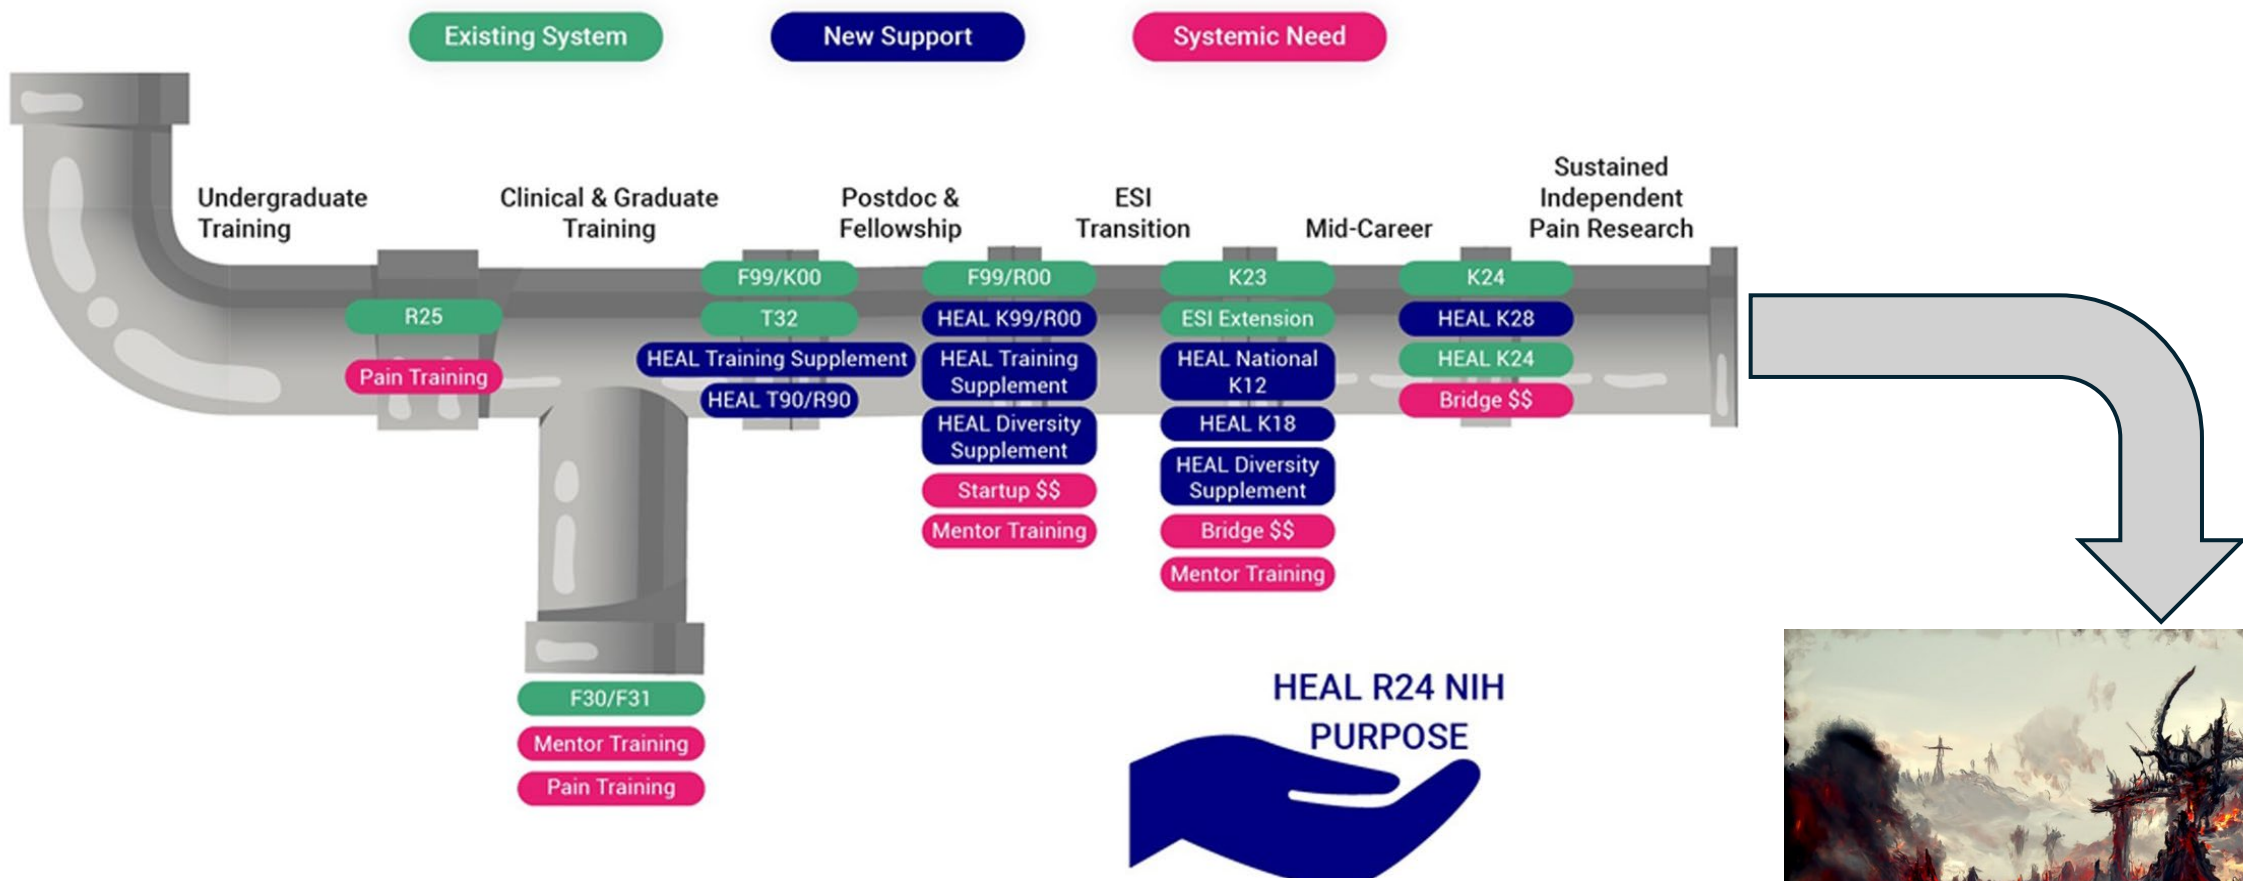 Existing System
New Support
Systemic Need
Undergraduate
Training
Clinical & Graduate
Training
Postdoc &
Fellowship
ESI
Transition
Mid-Career
Sustained
Independent
Pain Research
R25
Pain Training
F30/F31
Mentor Training
Pain Training
F99/K00
T32
HEAL Training Supplement
HEAL T90/R90
F99/R00
HEAL K99/R00
HEAL Training
Supplement
HEAL Diversity
Supplement
Startup $$
Mentor Training
K23
ESI Extension
HEAL National
K12
HEAL K18
HEAL Diversity
Supplement
Bridge $$
Mentor Training
K24
HEAL K28
HEAL K24
Bridge $$
HEAL R24 NIH
PURPOSE